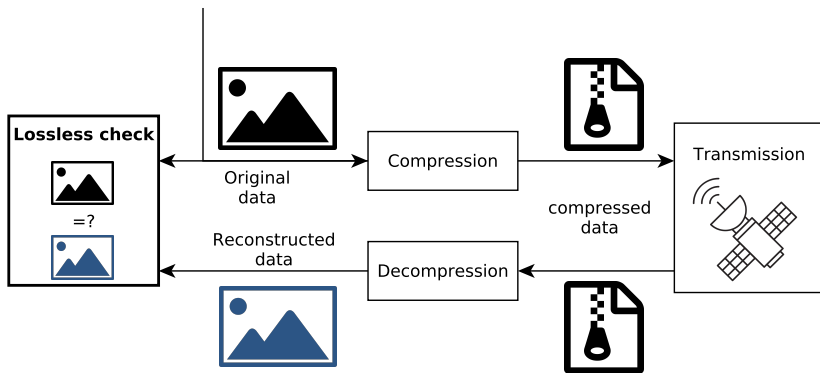 Lossless check
=?
Original
data
Compression
Transmission
compressed
data
Reconstructed
data
Decompression